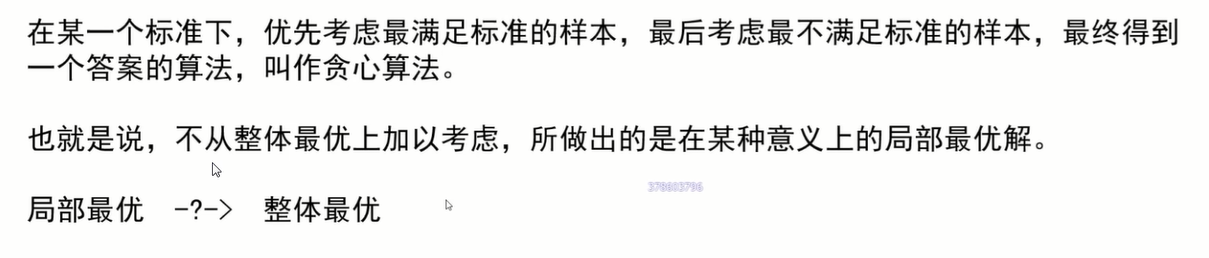 在某一个标准下，优先考虑最满足标准的样本，最后考虑最不满足标准的样本，最终得到
一个答案的算法，叫作贪心算法。
也就是说，不从整体最优上加以考虑，所做出的是在某种意义上的局部最优解。
局部最优 -?-> 整体最优